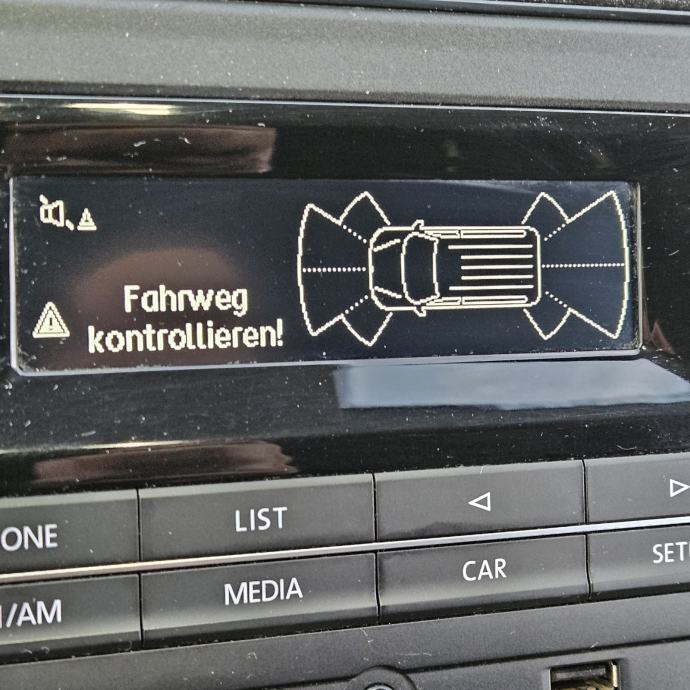 Fahrweg
kontrollieren!
ONE
LIST
/AM
MEDIA
CAR
SET